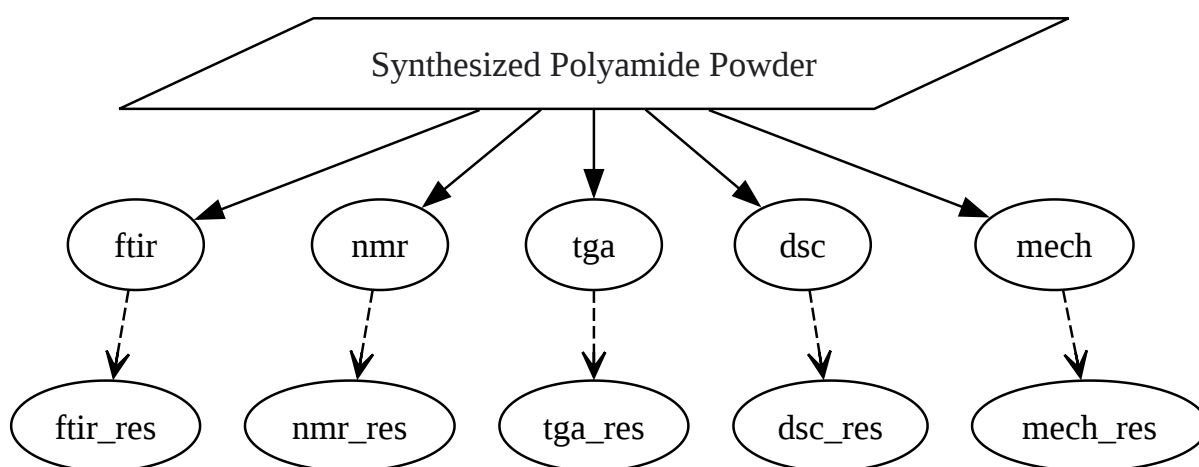 Synthesized Polyamide Powder
ftir nmr tga dsc mech
ftir_res nmr_res tga_res dsc_res mech_res